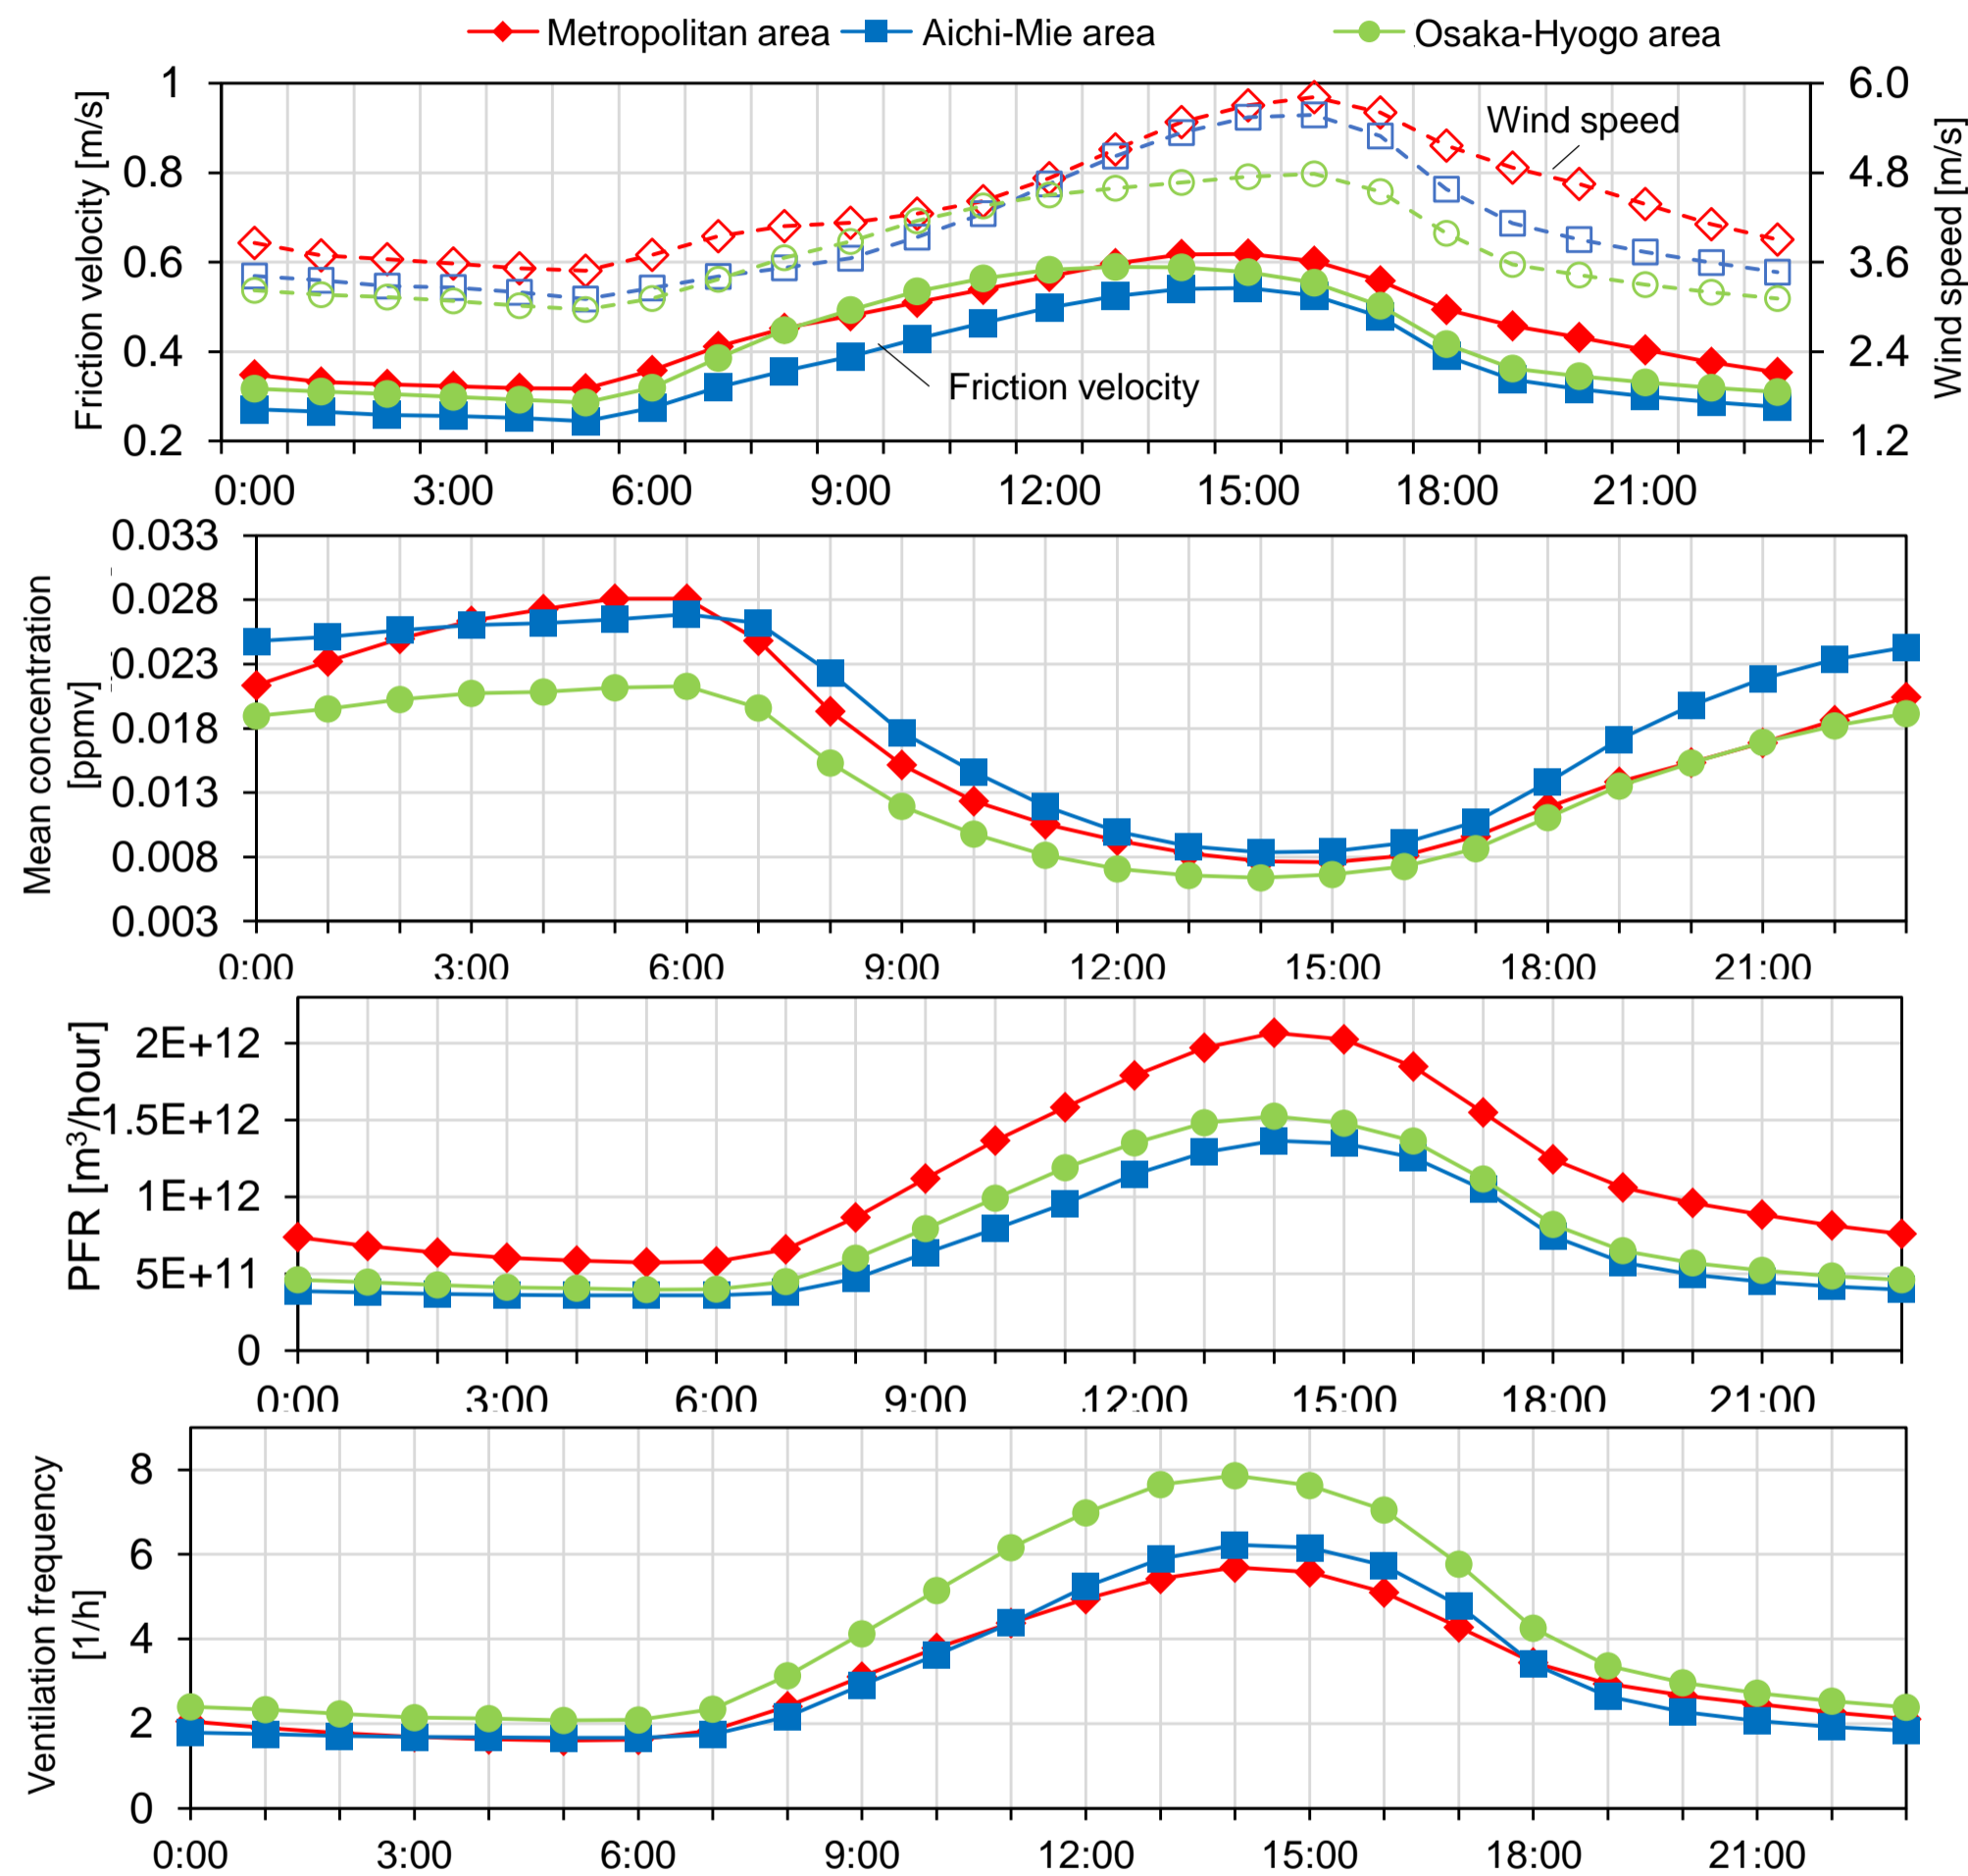 Metropolitan area Aichi-Mie area Osaka-Hyogo area
Friction velocity [m/s]
1
0.8
0.6
0.4
0.2
Wind speed
Friction velocity
6.0
4.8
3.6
2.4
1.2
Wind speed [m/s]
0:00 3:00 6:00 9:00 12:00 15:00 18:00 21:00
Mean concentration
[ppmv]
0.033
0.028
0.023
0.018
0.013
0.008
0.003
0:00 3:00 6:00 9:00 12:00 15:00 18:00 21:00
PFR [m³/hour]
2E+12
1.5E+12
1E+12
5E+11
0
0:00 3:00 6:00 9:00 12:00 15:00 18:00 21:00
Ventilation frequency
[1/h]
8
6
4
2
0
0:00 3:00 6:00 9:00 12:00 15:00 18:00 21:00